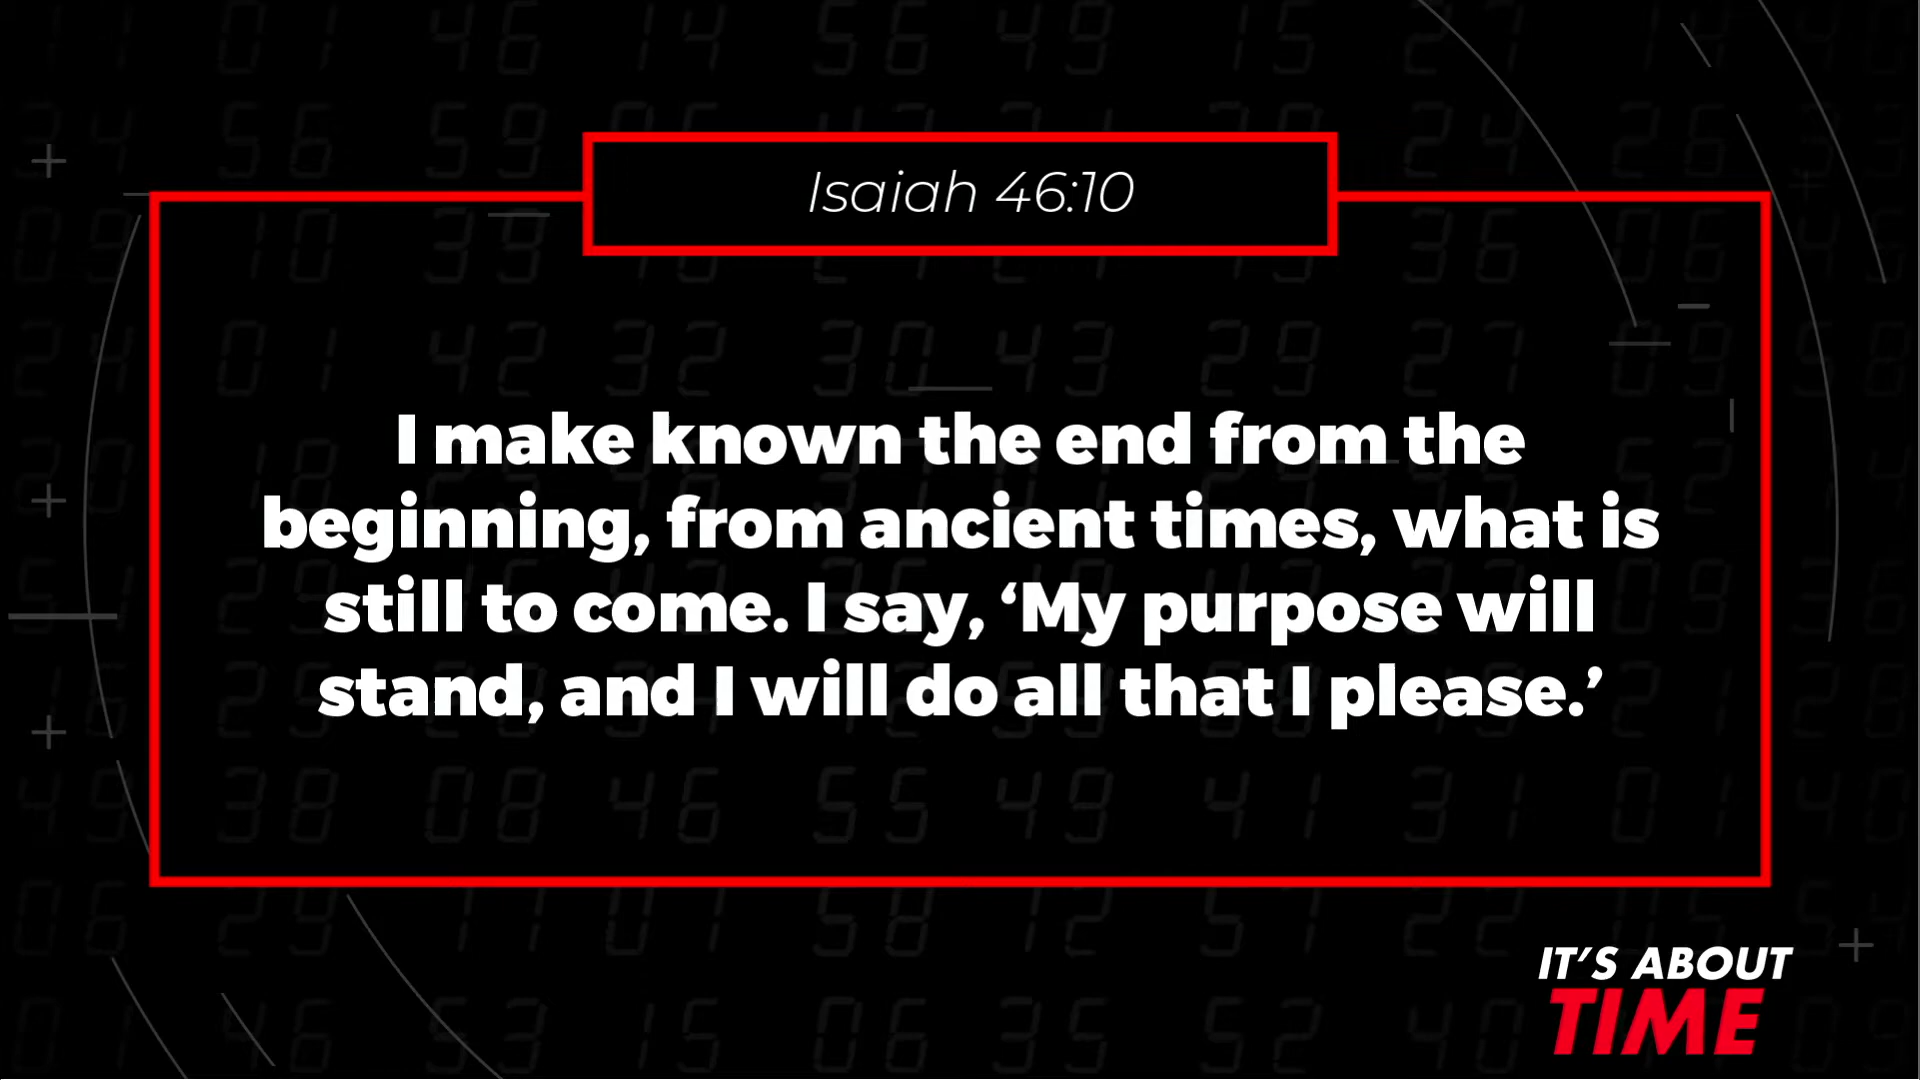 Isaiah 46:10
I make known the end from the
beginning, from ancient times, what is
still to come. I say, ‘My purpose will
stand, and I will do all that I please.’
IT’S ABOUT
TIME